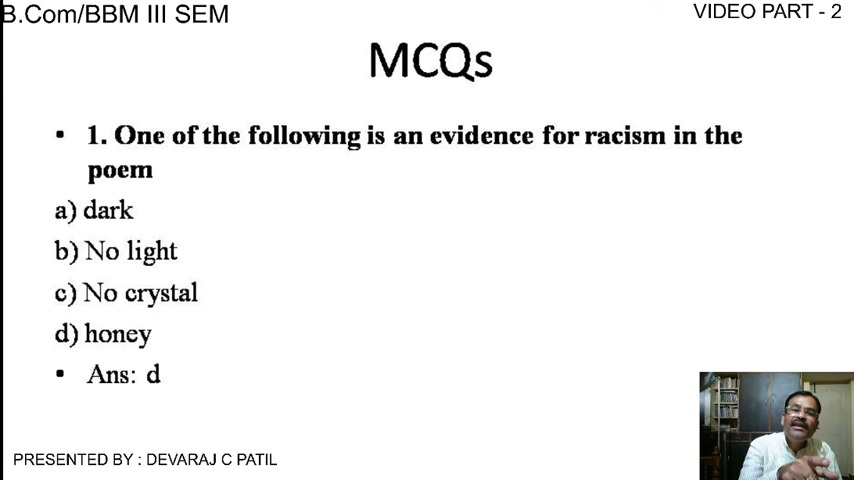 B.Com/BBM III SEM
VIDEO PART - 2
MCQs
• 1. One of the following is an evidence for racism in the
poem
a) dark
b) No light
c) No crystal
d) honey
• Ans: d
PRESENTED BY : DEVARAJ C PATIL